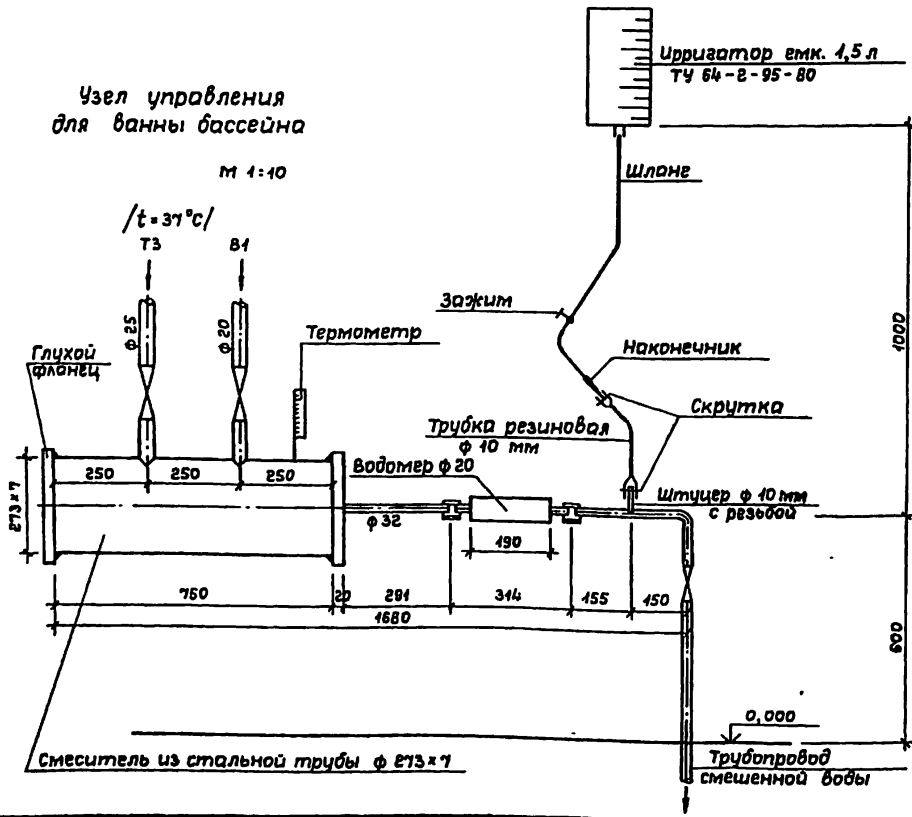 Узел управления
для ванны бассейна
М 1:10
/t=37°С/
Т3
В1
ф 25
ф 20
Термометр
Глухой
фланец
250
250
250
273×7
Ирригатор емк. 1,5 л
ТУ 64-2-95-80
Шланг
Зажим
Наконечник
Скрутка
Трубка резиновая
ф 10 мм
Водомер ф 20
Штуцер ф 10 мм
с резьбой
ф 32
190
760
20
291
314
155
150
1680
1000
600
0,000
Смеситель из стальной трубы ф 273×7
Трубопровод
смешенной воды